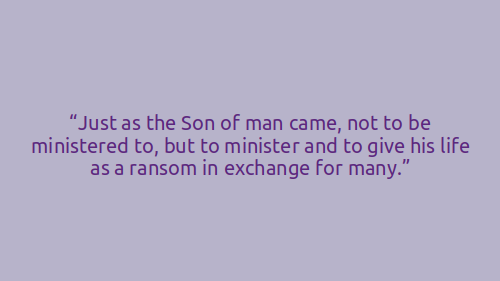 “Just as the Son of man came, not to be
ministered to, but to minister and to give his life
as a ransom in exchange for many.”